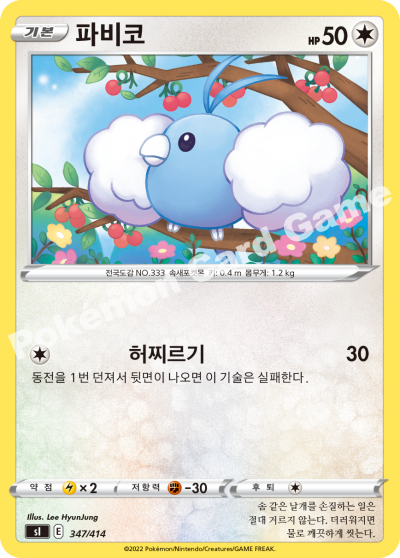 기본 파비코 HP 50
전국도감 NO.333 솜새포켓몬 키: 0.4 m 몸무게: 1.2 kg
허찌르기 30
동전을 1번 던져서 뒷면이 나오면 이 기술은 실패한다.
약점 ×2 저항력 -30 후퇴
Illus. Lee HyunJung
sI E 347/414
솜 같은 날개를 손질하는 일은
절대 거르지 않는다. 더러워지면
물로 깨끗하게 씻는다.
©2022 Pokémon/Nintendo/Creatures/GAME FREAK.
Pokémon Card Game